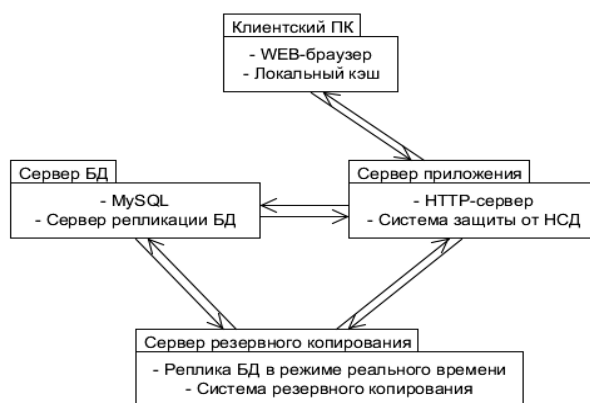 Клиентский ПК
- WEB-браузер
- Локальный кэш
Сервер БД
- MySQL
- Сервер репликации БД
Сервер приложения
- HTTP-сервер
- Система защиты от НСД
Сервер резервного копирования
- Реплика БД в режиме реального времени
- Система резервного копирования